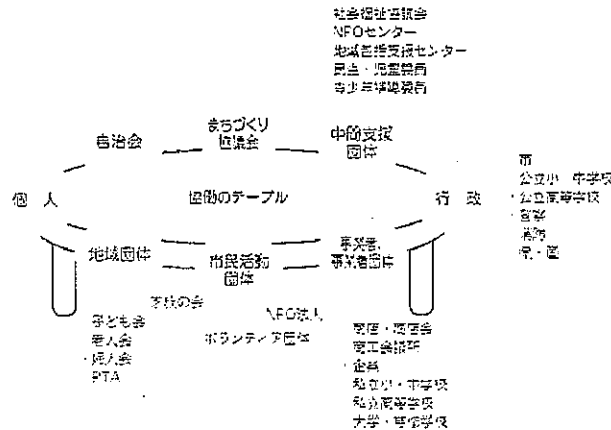 社会福祉協議会
NPOセンター
地域包括支援センター
民生・児童委員
青少年補導委員
自治会
まちづくり
協議会
中間支援
団体
個 人
協働のテーブル
行 政
市
公立小・中学校
・公立高等学校
・警察
消防
県・国
地域団体
市民活動
団体
事業者、
事業者団体
子ども会
老人会
・婦人会
PTA
NPO法人
ボランティア団体
商店・商店会
商工会議所
・企業
私立小・中学校
私立高等学校
大学・専修学校